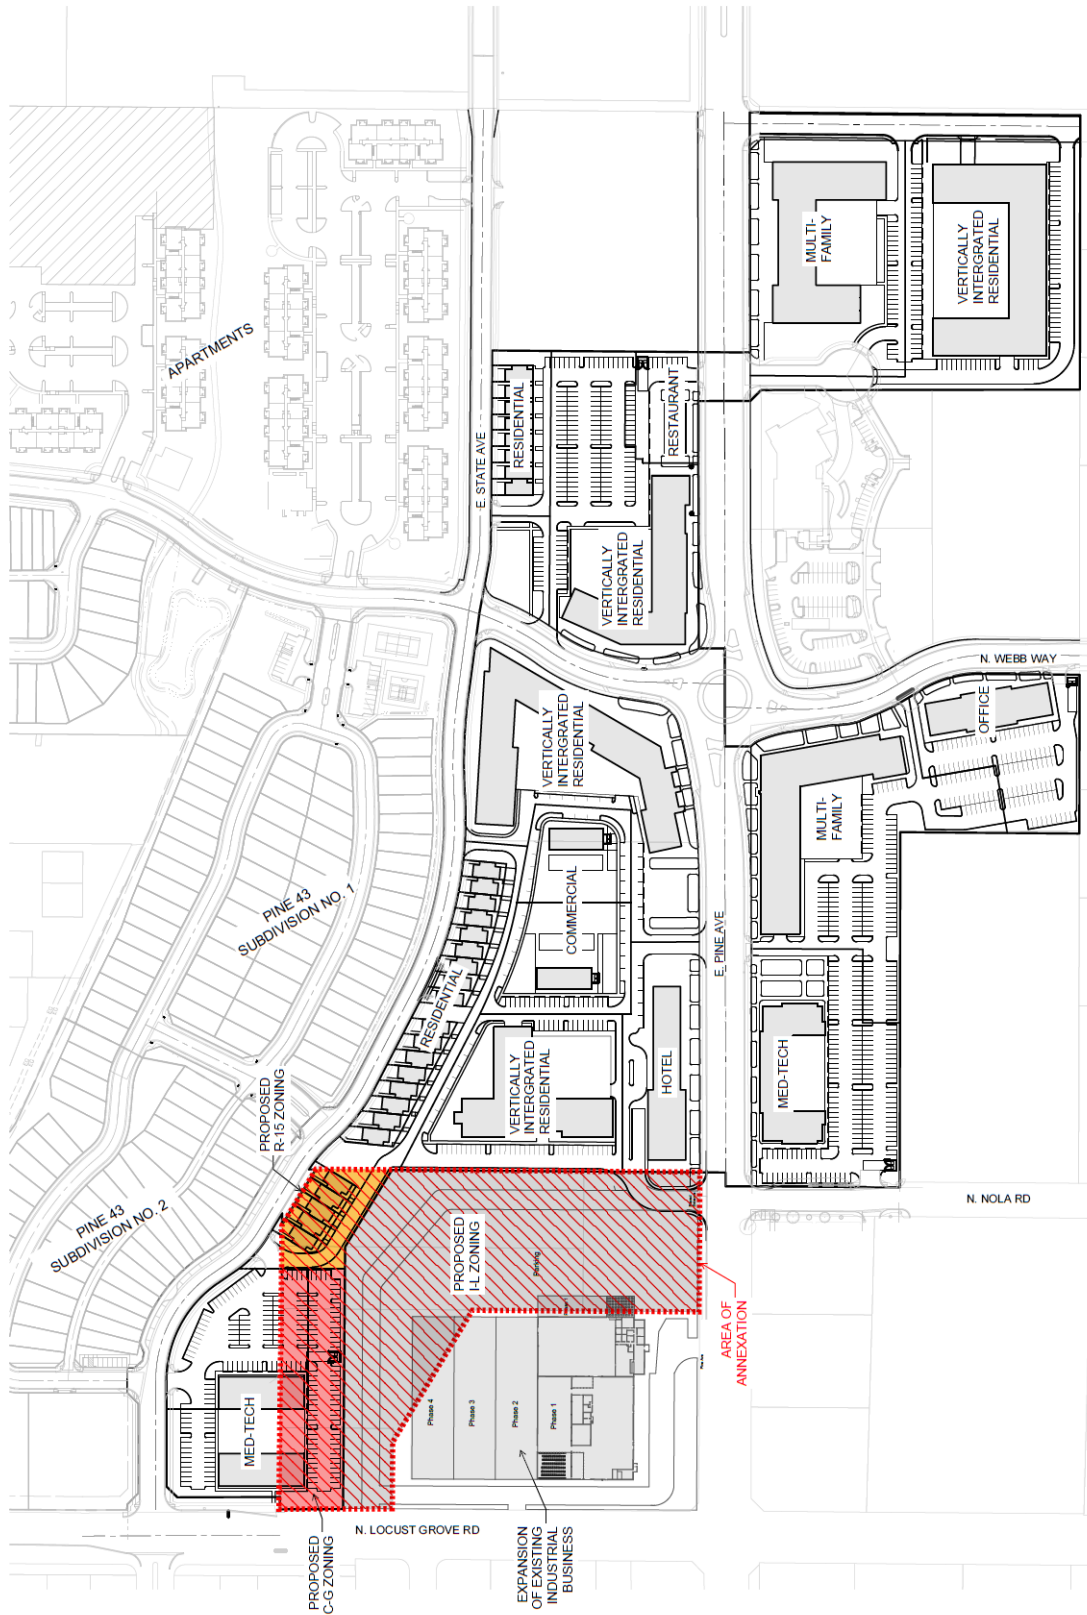 APARTMENTS
E. STATE AVE
RESIDENTIAL
RESTAURANT
MULTI-
FAMILY
VERTICALLY
INTERGRATED
RESIDENTIAL
VERTICALLY
INTERGRATED
RESIDENTIAL
N. WEBB WAY
OFFICE
VERTICALLY
INTERGRATED
RESIDENTIAL
MULTI-
FAMILY
PINE 43
SUBDIVISION NO. 1
COMMERCIAL
E. PINE AVE
RESIDENTIAL
VERTICALLY
INTERGRATED
RESIDENTIAL
HOTEL
MED-TECH
PROPOSED
R-15 ZONING
PINE 43
SUBDIVISION NO. 2
N. NOLA RD
PROPOSED
I-L ZONING
Parking
AREA OF
ANNEXATION
MED-TECH
Phase 4
Phase 3
Phase 2
Phase 1
N. LOCUST GROVE RD
PROPOSED
C-G ZONING
EXPANSION
OF EXISTING
INDUSTRIAL
BUSINESS